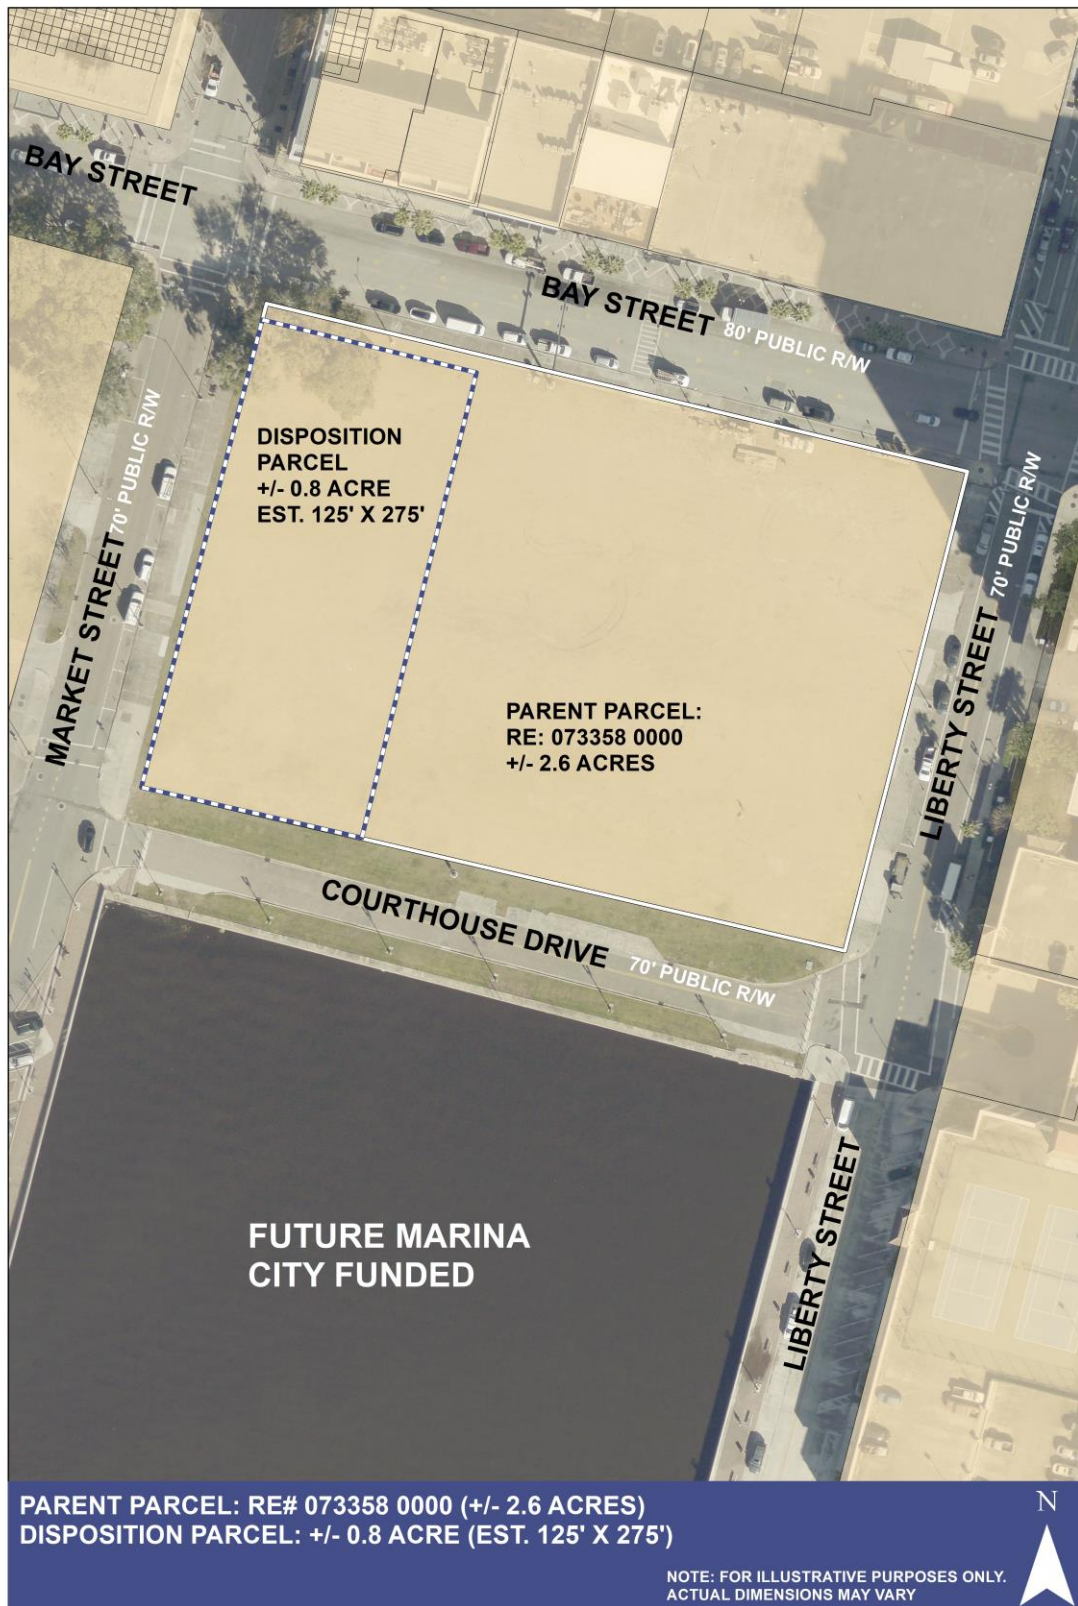 BAY STREET
BAY STREET 80' PUBLIC R/W
DISPOSITION
PARCEL
+/- 0.8 ACRE
EST. 125' X 275'
MARKET STREET 70' PUBLIC R/W
70' PUBLIC R/W
LIBERTY STREET
PARENT PARCEL:
RE: 073358 0000
+/- 2.6 ACRES
COURTHOUSE DRIVE 70' PUBLIC R/W
FUTURE MARINA
CITY FUNDED
LIBERTY STREET
PARENT PARCEL: RE# 073358 0000 (+/- 2.6 ACRES)
DISPOSITION PARCEL: +/- 0.8 ACRE (EST. 125' X 275')
N
NOTE: FOR ILLUSTRATIVE PURPOSES ONLY.
ACTUAL DIMENSIONS MAY VARY